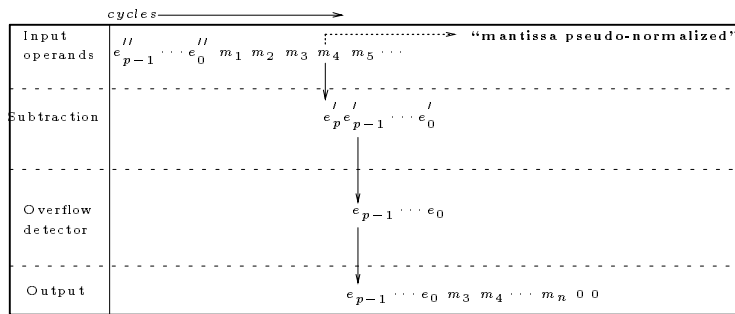 cycles
Input operands e''p−1 ··· e''0 m1 m2 m3 m4 m5 ··· “mantissa pseudo-normalized”
Subtraction e'p e'p−1 ··· e'0
Overflow detector ep−1 ··· e0
Output ep−1 ··· e0 m3 m4 ··· mn 0 0